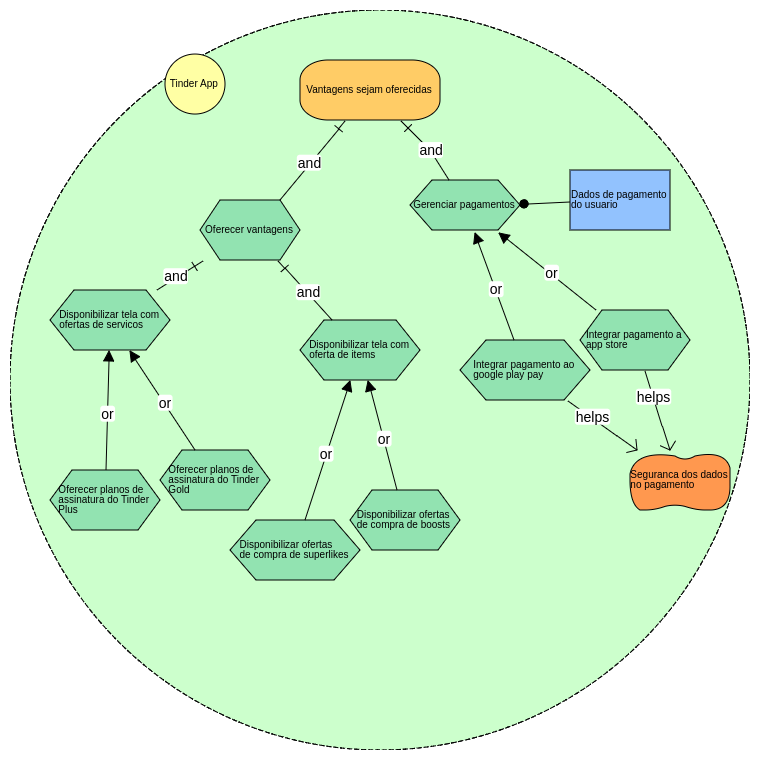 Tinder App
Vantagens sejam oferecidas
and
and
Gerenciar pagamentos
Dados de pagamento
do usuario
Oferecer vantagens
and
and
or
or
Disponibilizar tela com
ofertas de servicos
Disponibilizar tela com
oferta de items
Integrar pagamento a
app store
Integrar pagamento ao
google play pay
helps
helps
or
or
or
or
Oferecer planos de
assinatura do Tinder
Plus
Oferecer planos de
assinatura do Tinder
Gold
Seguranca dos dados
no pagamento
Disponibilizar ofertas
de compra de boosts
Disponibilizar ofertas
de compra de superlikes